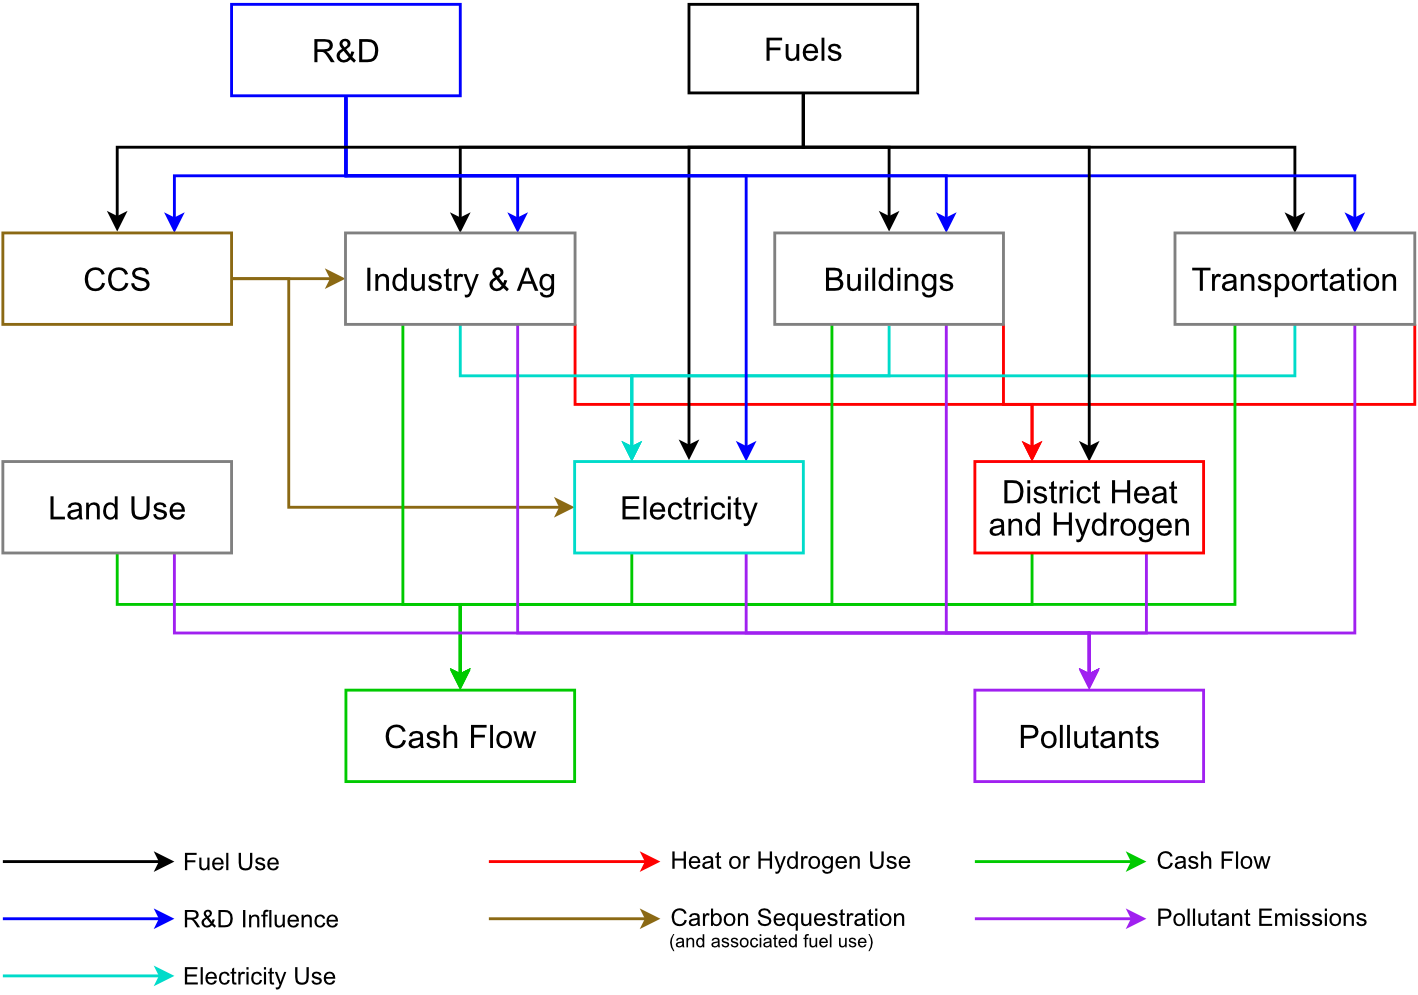 R&D
Fuels
CCS
Industry & Ag
Buildings
Transportation
Land Use
Electricity
District Heat
and Hydrogen
Cash Flow
Pollutants
Fuel Use
Heat or Hydrogen Use
Cash Flow
R&D Influence
Carbon Sequestration
(and associated fuel use)
Pollutant Emissions
Electricity Use